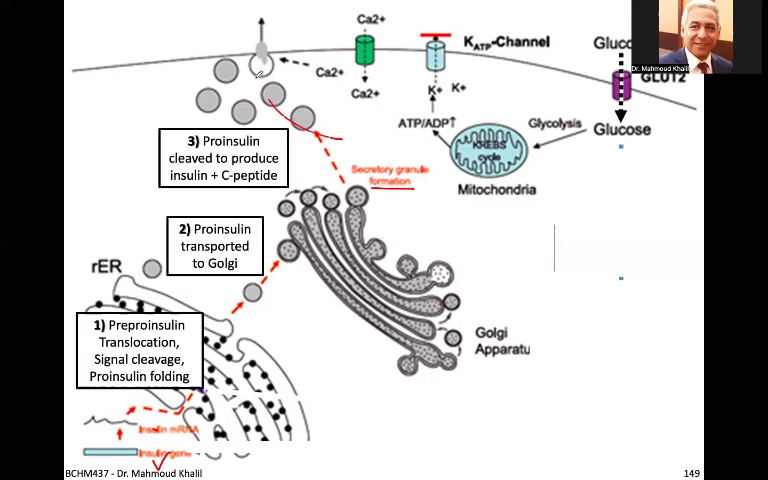 Ca2+
K_ATP-Channel
Gluc
Dr. Mahmoud Khalil
GLUT2
Ca2+
Ca2+
K+
K+
ATP/ADP↑
Glycolysis
Glucose
KREBS
cycle
Mitochondria
3) Proinsulin
cleaved to produce
insulin + C-peptide
Secretory granule
formation
2) Proinsulin
transported
to Golgi
rER
1) Preproinsulin
Translocation,
Signal cleavage,
Proinsulin folding
Golgi
Apparatu
Insulin mRNA
Insulin gene
BCHM437 - Dr. Mahmoud Khalil
149